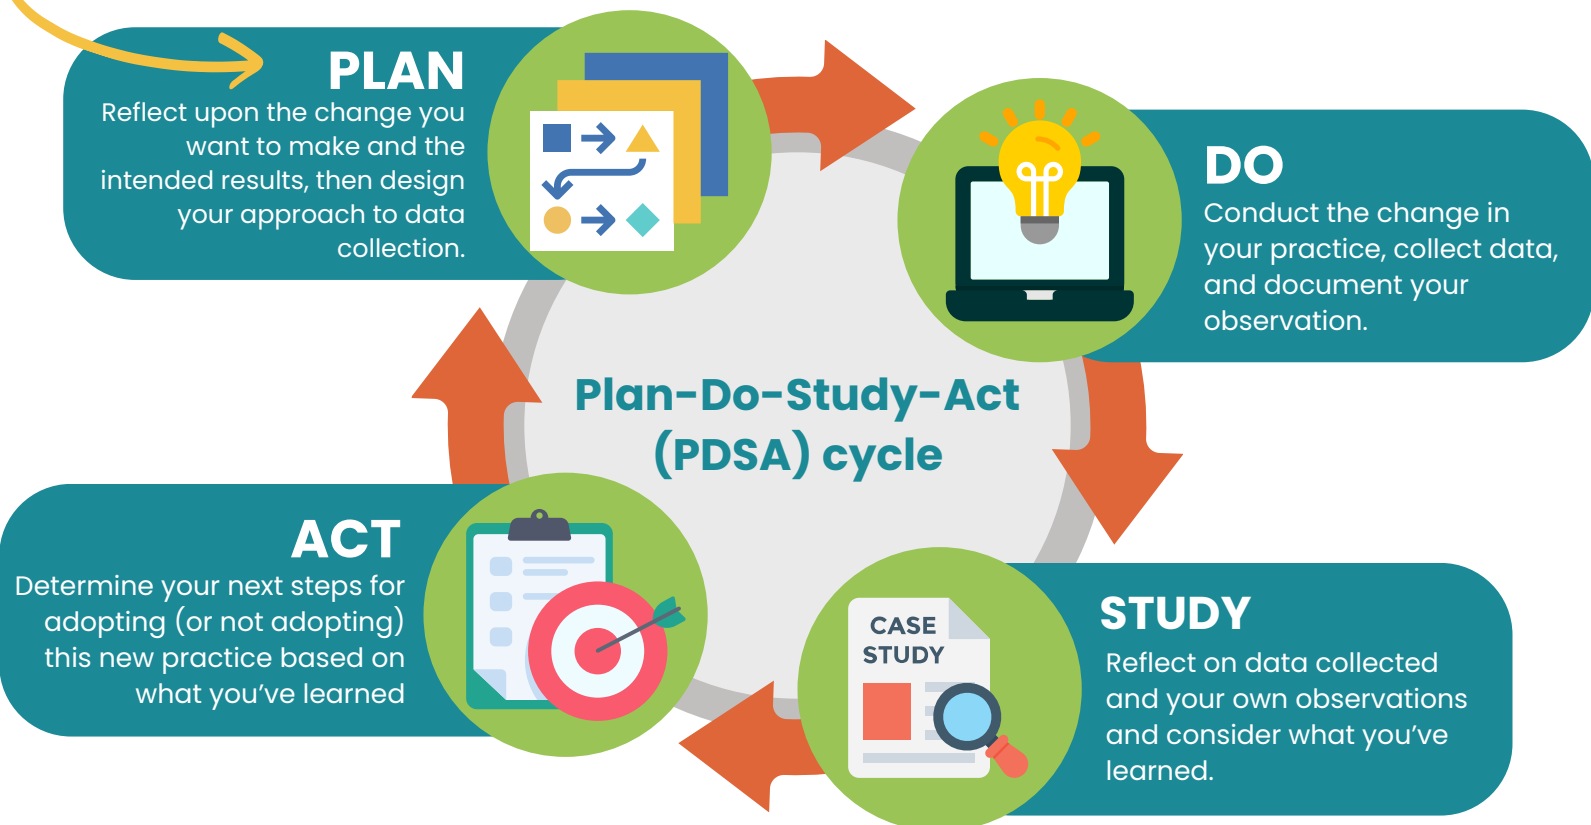 PLAN
Reflect upon the change you
want to make and the
intended results, then design
your approach to data
collection.
DO
Conduct the change in
your practice, collect data,
and document your
observation.
Plan-Do-Study-Act
(PDSA) cycle
STUDY
Reflect on data collected
and your own observations
and consider what you've
learned.
CASE
STUDY
ACT
Determine your next steps for
adopting (or not adopting)
this new practice based on
what you've learned